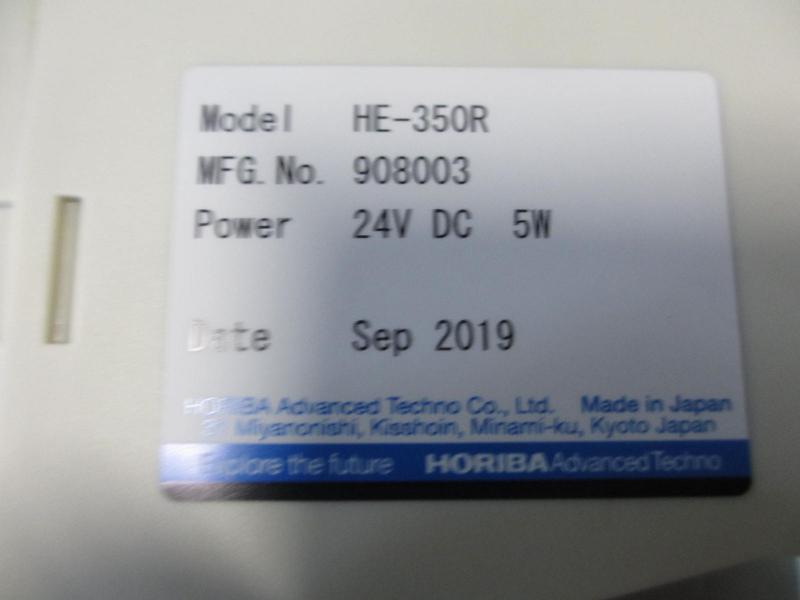 Model HE-350R
MFG.No. 908003
Power 24V DC 5W
Date Sep 2019
HORIBA Advanced Techno Co., Ltd. Made in Japan
31 Miyanonishi, Kisshoin, Minami-ku, Kyoto Japan
Explore the future HORIBA Advanced Techno